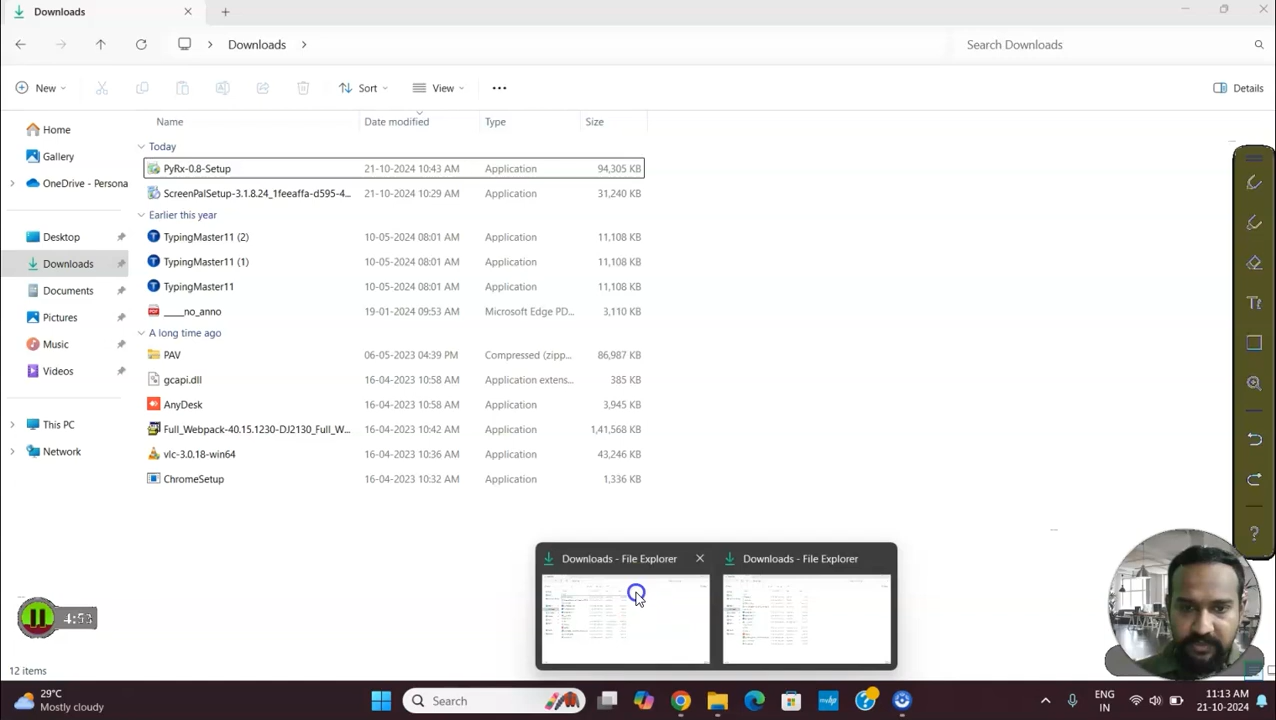 Downloads
Downloads
Search Downloads
New
Sort
View
Details
Name
Date modified
Type
Size
Home
Gallery
OneDrive - Persona
Desktop
Downloads
Documents
Pictures
Music
Videos
This PC
Network
Today
PyRx-0.8-Setup 21-10-2024 10:43 AM Application 94,305 KB
ScreenPalSetup-3.1.8.24_1feeaffa-d595-4... 21-10-2024 10:29 AM Application 31,240 KB
Earlier this year
TypingMaster11 (2) 10-05-2024 08:01 AM Application 11,108 KB
TypingMaster11 (1) 10-05-2024 08:01 AM Application 11,108 KB
TypingMaster11 10-05-2024 08:01 AM Application 11,108 KB
____no_anno 19-01-2024 09:53 AM Microsoft Edge PD... 3,110 KB
A long time ago
PAV 06-05-2023 04:39 PM Compressed (zipp... 86,987 KB
gcapi.dll 16-04-2023 10:58 AM Application exten... 385 KB
AnyDesk 16-04-2023 10:58 AM Application 3,945 KB
Full_Webpack-40.15.1230-DJ2130_Full_W... 16-04-2023 10:42 AM Application 1,41,568 KB
vlc-3.0.18-win64 16-04-2023 10:36 AM Application 43,246 KB
ChromeSetup 16-04-2023 10:32 AM Application 1,336 KB
Tt
?
Downloads - File Explorer
Downloads - File Explorer
4:53
12 items
29°C
Mostly cloudy
Search
ENG
IN
11:13 AM
21-10-2024